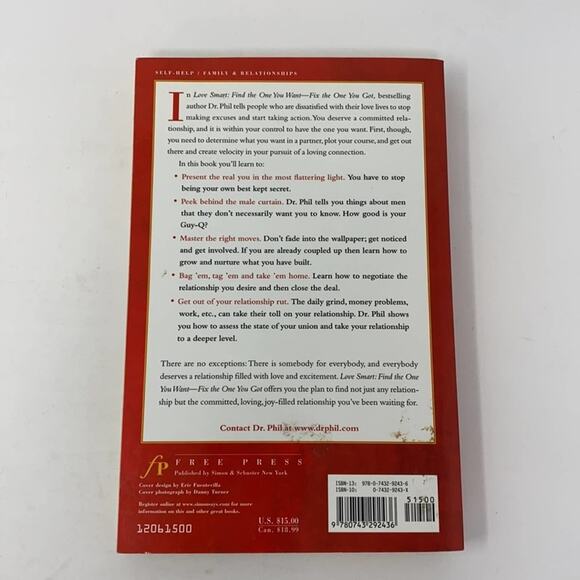 SELF-HELP / FAMILY & RELATIONSHIPS
In Love Smart: Find the One You Want—Fix the One You Got, bestselling
author Dr. Phil tells people who are dissatisfied with their love lives to stop
making excuses and start taking action. You deserve a committed rela-
tionship, and it is within your control to have the one you want. First, though,
you need to determine what you want in a partner, plot your course, and get
out there and create velocity in your pursuit of a loving connection.
In this book you'll learn to:
• Present the real you in the most flattering light. You have to stop
being your own best kept secret.
• Peek behind the male curtain. Dr. Phil tells you things about men
that they don't necessarily want you to know. How good is your
Guy-Q?
• Master the right moves. Don't fade into the wallpaper; get noticed
and get involved. If you are already coupled up then learn how to
grow and nurture what you have built.
• Bag 'em, tag 'em and take 'em home. Learn how to negotiate the
relationship you desire and then close the deal.
• Get out of your relationship rut. The daily grind, money problems,
work, etc., can take their toll on your relationship. Dr. Phil shows
you how to assess the state of your union and take your relationship
to a deeper level.
There are no exceptions: There is somebody for everybody, and everybody
deserves a relationship filled with love and excitement. Love Smart: Find the One
You Want—Fix the One You Got offers you the plan to find not just any relation-
ship but the committed, loving, joy-filled relationship you've been waiting for.
Contact Dr. Phil at www.drphil.com
fP FREE PRESS
Published by Simon & Schuster New York
Cover design by Eric Fuentecilla
Cover photograph by Danny Turner
Register online at www.simonsays.com for more
information on this and other great books.
12061500
U.S. $15.00
Can. $18.99
ISBN-13: 978-0-7432-9243-6
ISBN-10: 0-7432-9243-X
51500
9 780743 292436